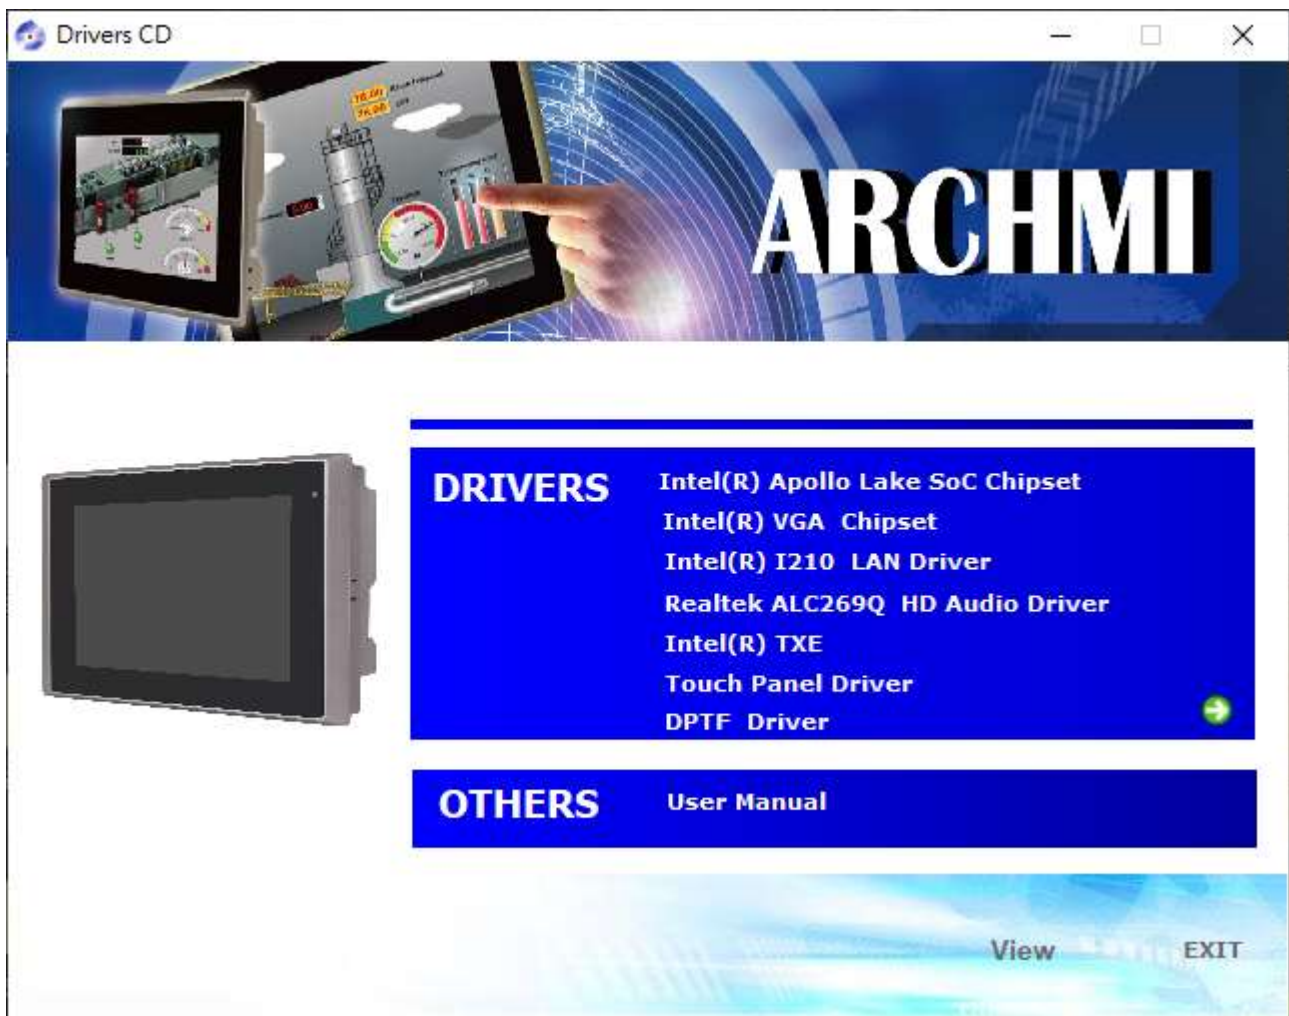 Drivers CD
ARCHMI
DRIVERS
Intel(R) Apollo Lake SoC Chipset
Intel(R) VGA Chipset
Intel(R) I210 LAN Driver
Realtek ALC269Q HD Audio Driver
Intel(R) TXE
Touch Panel Driver
DPTF Driver
OTHERS
User Manual
View
EXIT